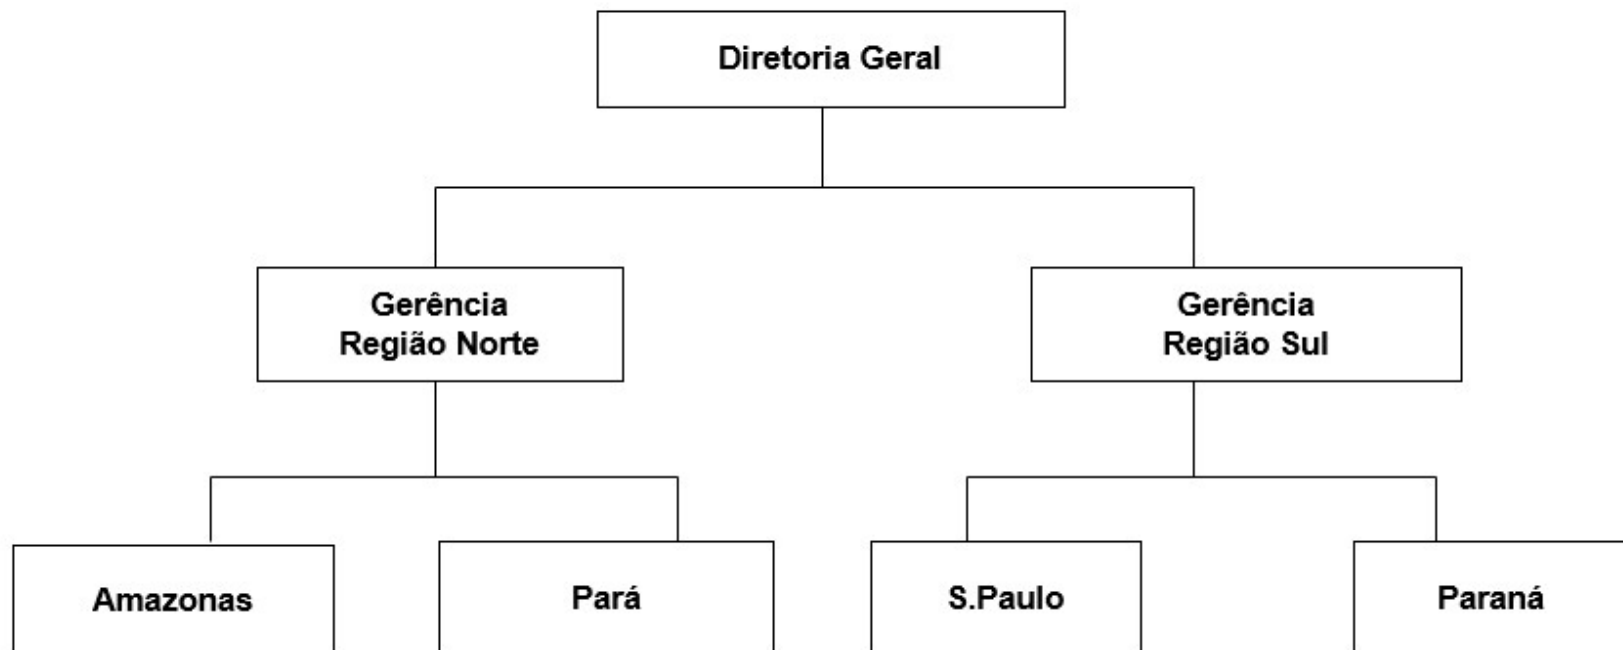 Diretoria Geral
Gerência
Região Norte
Gerência
Região Sul
Amazonas
Pará
S.Paulo
Paraná